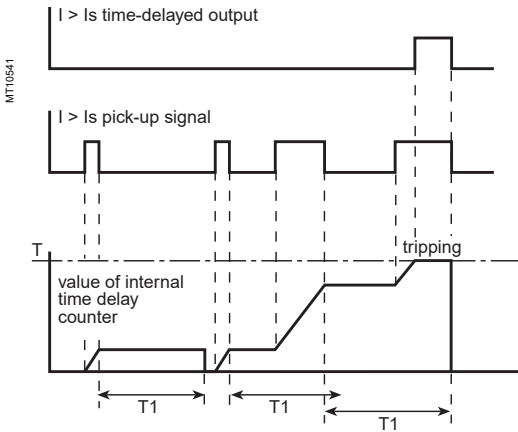 I > Is time-delayed output
MT10541
I > Is pick-up signal
T
tripping
value of internal
time delay
counter
T1
T1
T1